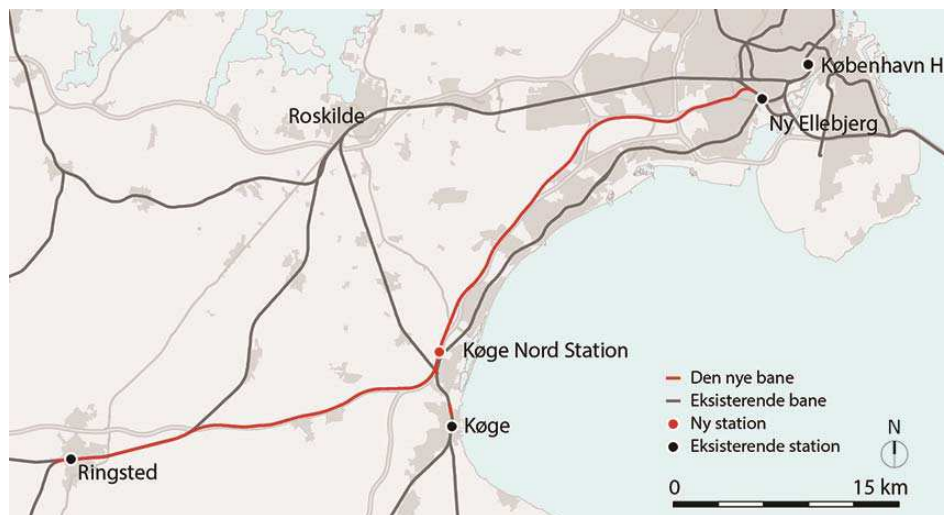 København H
Roskilde
Ny Ellebjerg
Køge Nord Station
Køge
Ringsted
Den nye bane
Eksisterende bane
Ny station
Eksisterende station
N
0 15 km